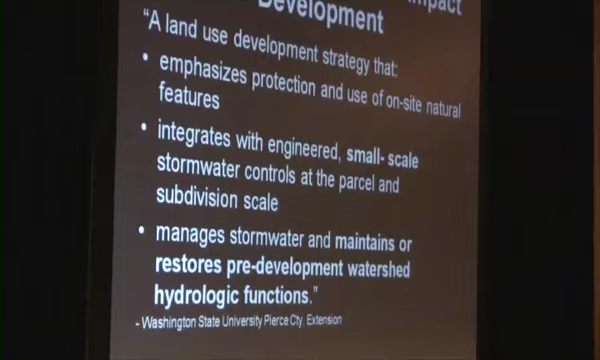 Impact
Development
"A land use development strategy that:
• emphasizes protection and use of on-site natural
features
• integrates with engineered, small- scale
stormwater controls at the parcel and
subdivision scale
• manages stormwater and maintains or
restores pre-development watershed
hydrologic functions."
- Washington State University Pierce Cty. Extension